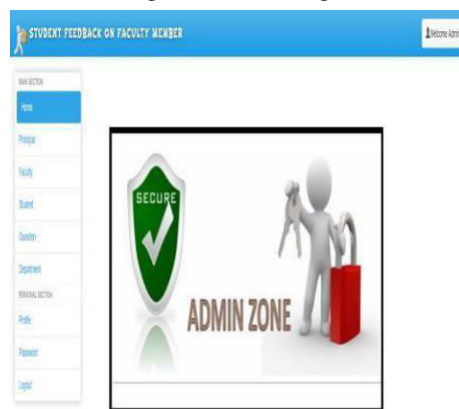 STUDENT FEEDBACK ON FACULTY MEMBER
Welcome Admin
MAIN SECTION
Home
Principal
Faculty
Student
Question
Department
PERSONAL SECTION
Profile
Password
Logout
SECURE
ADMIN ZONE